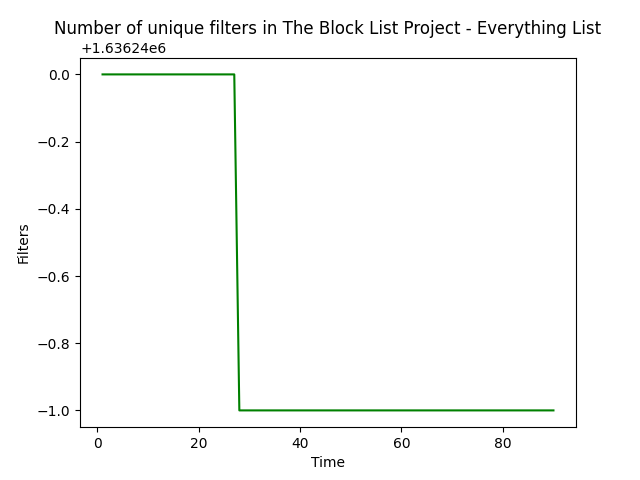 Number of unique filters in The Block List Project - Everything List
+1.63624e6
0.0
−0.2
−0.4
−0.6
−0.8
−1.0
Filters
0 20 40 60 80
Time